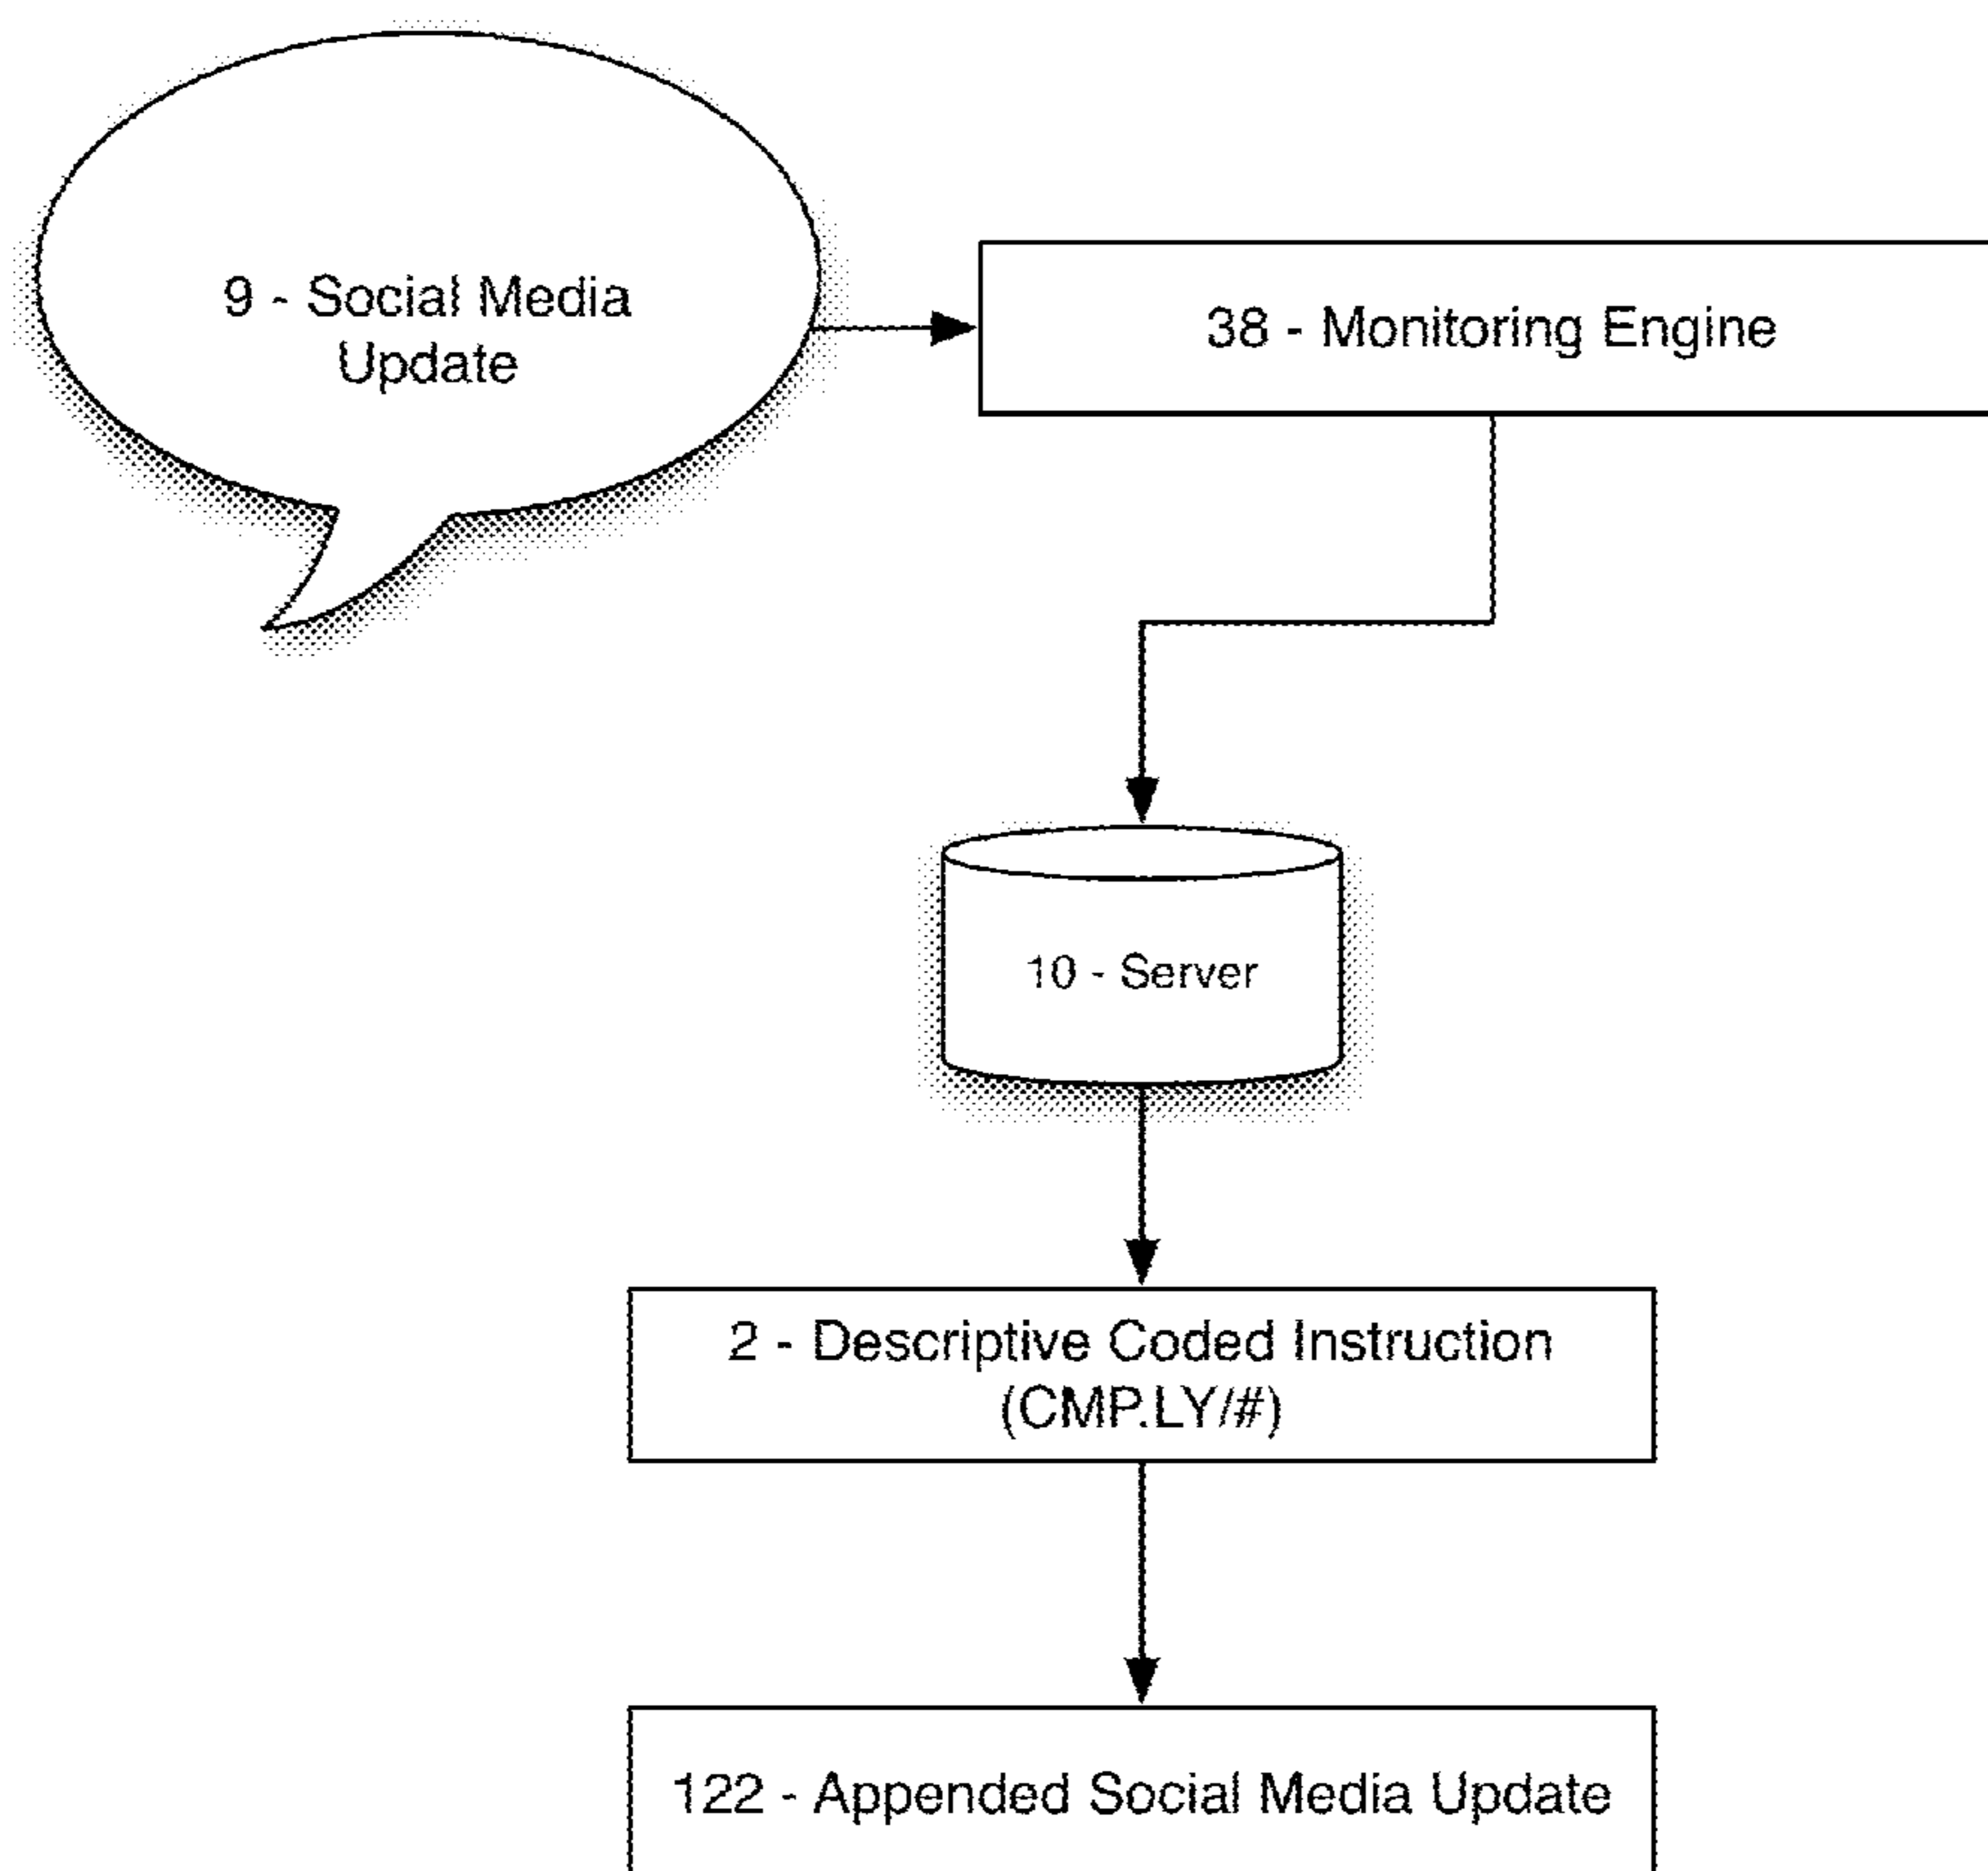 9 - Social Media
Update
38 - Monitoring Engine
10 - Server
2 - Descriptive Coded Instruction
(CMP.LY/#)
122 - Appended Social Media Update